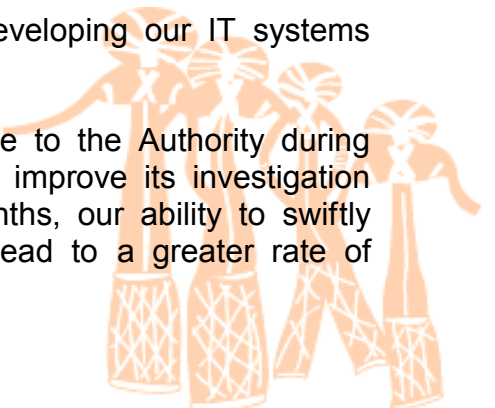 eveloping our IT systems
e to the Authority during
improve its investigation
nths, our ability to swiftly
ead to a greater rate of